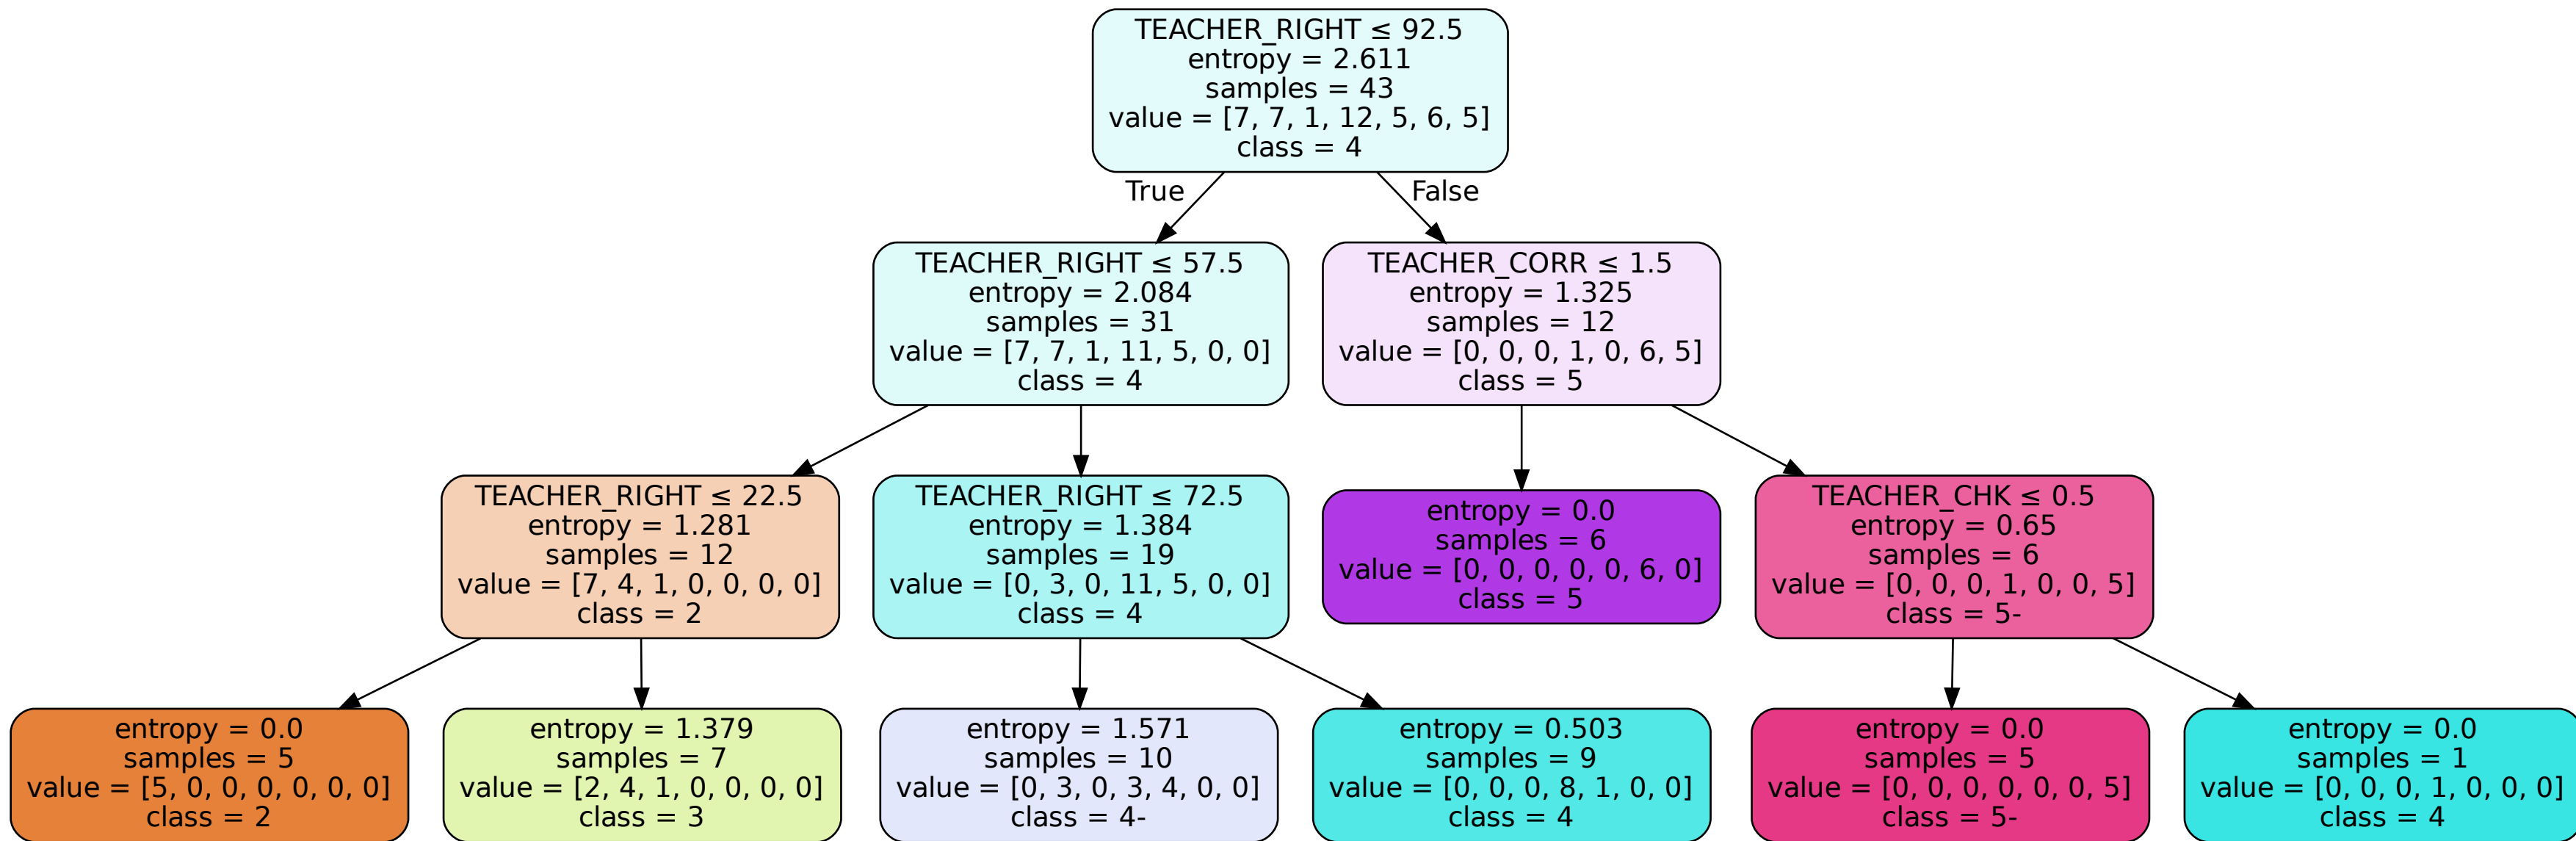 TEACHER_RIGHT ≤ 92.5
entropy = 2.611
samples = 43
value = [7, 7, 1, 12, 5, 6, 5]
class = 4
True
False
TEACHER_RIGHT ≤ 57.5
entropy = 2.084
samples = 31
value = [7, 7, 1, 11, 5, 0, 0]
class = 4
TEACHER_CORR ≤ 1.5
entropy = 1.325
samples = 12
value = [0, 0, 0, 1, 0, 6, 5]
class = 5
TEACHER_RIGHT ≤ 22.5
entropy = 1.281
samples = 12
value = [7, 4, 1, 0, 0, 0, 0]
class = 2
TEACHER_RIGHT ≤ 72.5
entropy = 1.384
samples = 19
value = [0, 3, 0, 11, 5, 0, 0]
class = 4
entropy = 0.0
samples = 6
value = [0, 0, 0, 0, 0, 6, 0]
class = 5
TEACHER_CHK ≤ 0.5
entropy = 0.65
samples = 6
value = [0, 0, 0, 1, 0, 0, 5]
class = 5-
entropy = 0.0
samples = 5
value = [5, 0, 0, 0, 0, 0, 0]
class = 2
entropy = 1.379
samples = 7
value = [2, 4, 1, 0, 0, 0, 0]
class = 3
entropy = 1.571
samples = 10
value = [0, 3, 0, 3, 4, 0, 0]
class = 4-
entropy = 0.503
samples = 9
value = [0, 0, 0, 8, 1, 0, 0]
class = 4
entropy = 0.0
samples = 5
value = [0, 0, 0, 0, 0, 0, 5]
class = 5-
entropy = 0.0
samples = 1
value = [0, 0, 0, 1, 0, 0, 0]
class = 4